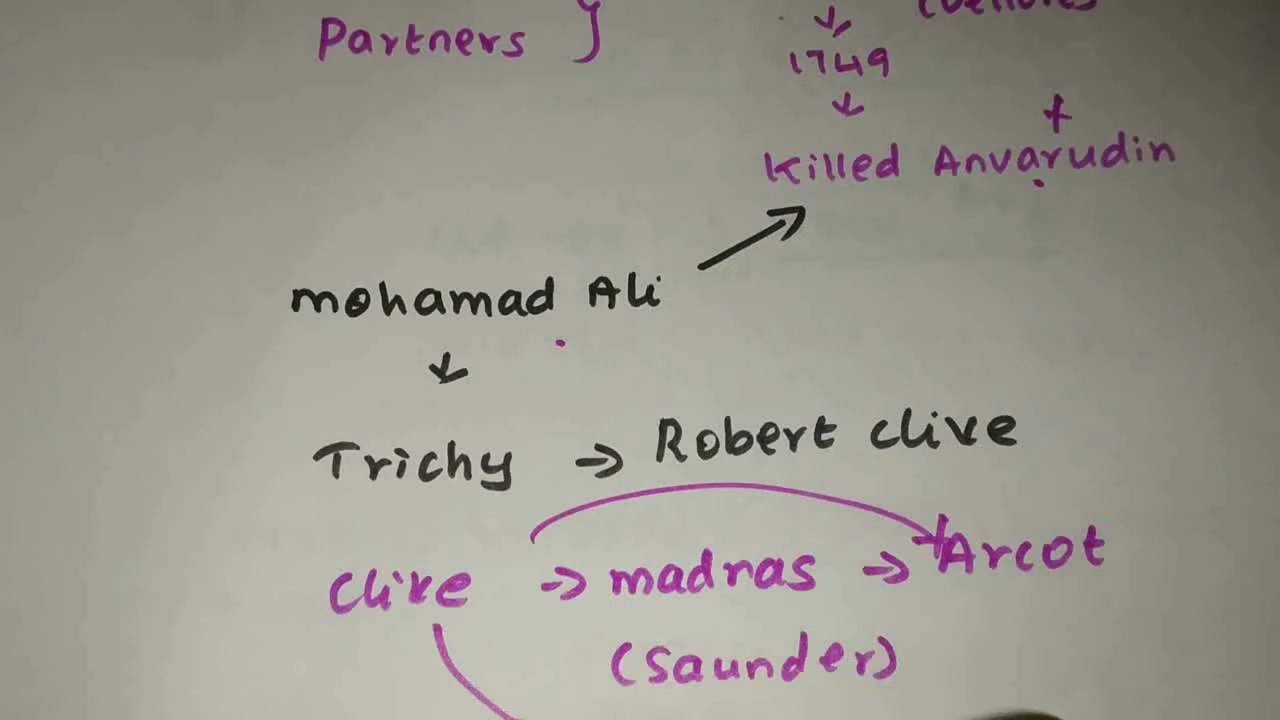 Partners }
1749
Killed Anvarudin
mohamad Ali
Trichy → Robert clive
Clive → madras → Arcot
(Saunder)